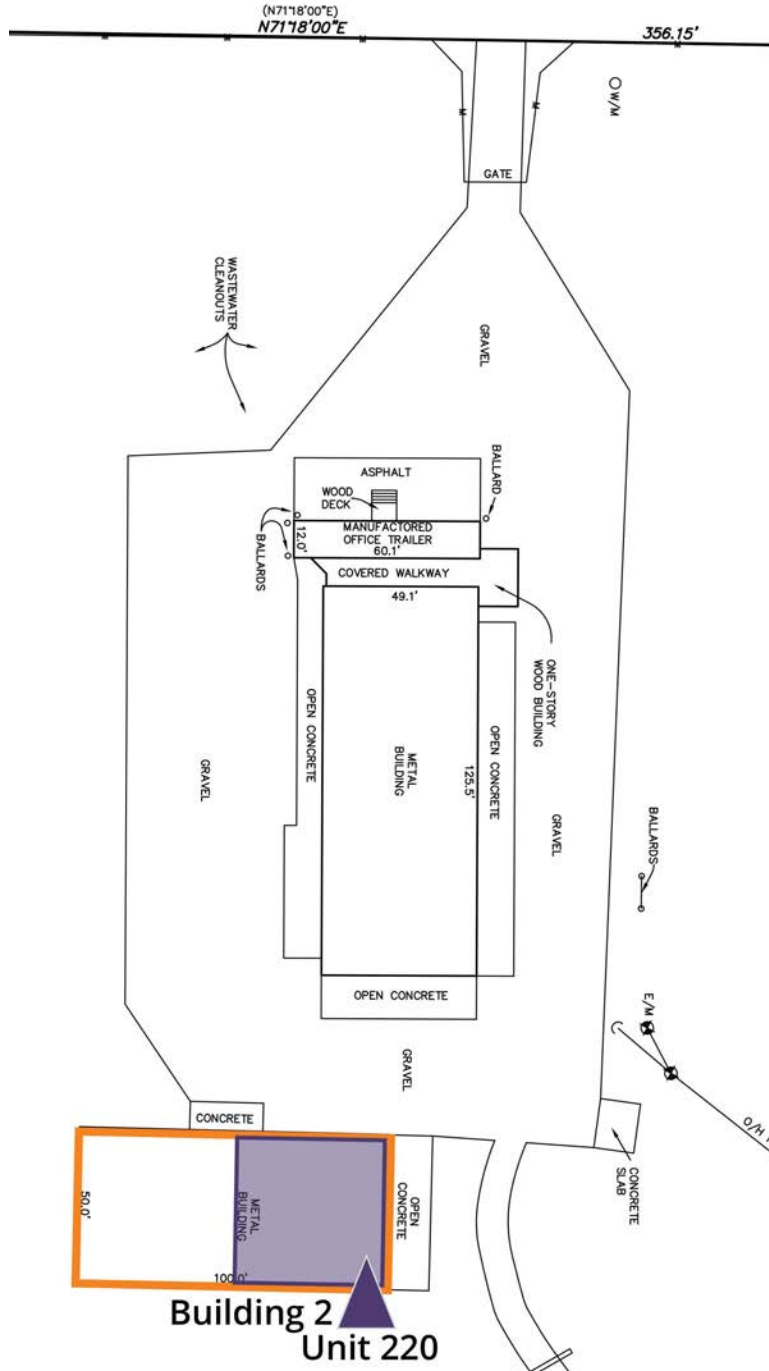 (N71°18'00"E)
N71°18'00"E
356.15'
W/M
GATE
WASTEWATER
CLEANOUTS
GRAVEL
BALLARD
ASPHALT
WOOD
DECK
MANUFACTORED
OFFICE TRAILER
60.1'
12.0'
BALLARDS
COVERED WALKWAY
49.1'
ONE-STORY
WOOD BUILDING
OPEN CONCRETE
METAL
BUILDING
125.5'
OPEN CONCRETE
GRAVEL
GRAVEL
BALLARDS
OPEN CONCRETE
E/M
GRAVEL
H/O
CONCRETE
CONCRETE
SLAB
OPEN
CONCRETE
50.0'
METAL
BUILDING
100.0'
Building 2
Unit 220